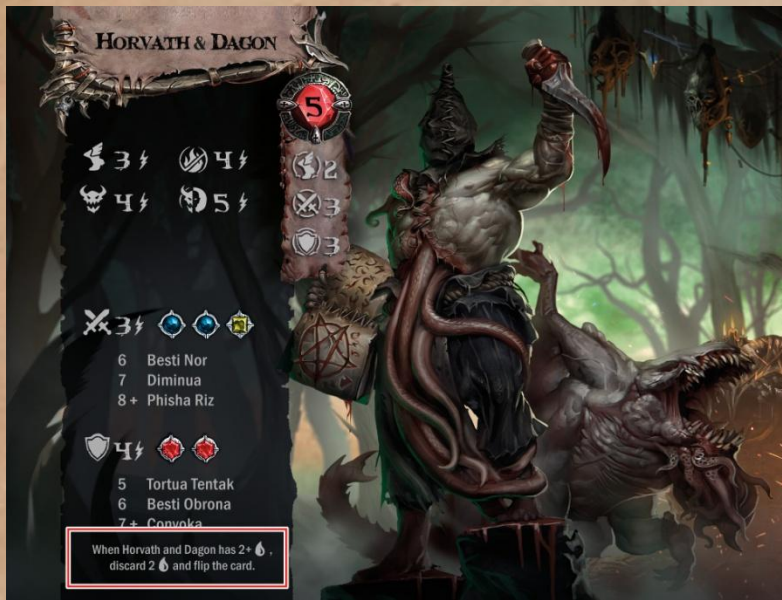 HORVATH & DAGON
5
3 4
2
4 5
3
3
3
6 Besti Nor
7 Diminua
8 + Phisha Riz
4
5 Tortua Tentak
6 Besti Obrona
7 + Convoka
When Horvath and Dagon has 2+ ,
discard 2 and flip the card.